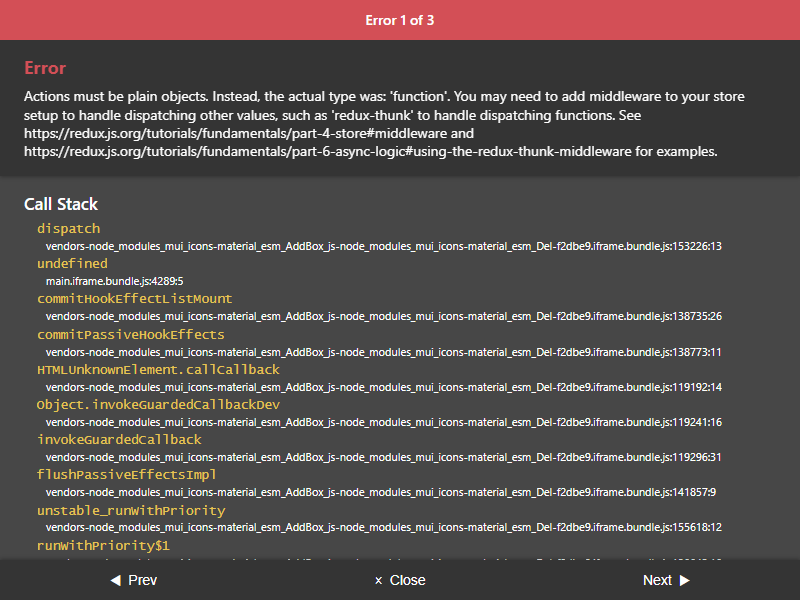 Error 1 of 3
Error
Actions must be plain objects. Instead, the actual type was: 'function'. You may need to add middleware to your store
setup to handle dispatching other values, such as 'redux-thunk' to handle dispatching functions. See
https://redux.js.org/tutorials/fundamentals/part-4-store#middleware and
https://redux.js.org/tutorials/fundamentals/part-6-async-logic#using-the-redux-thunk-middleware for examples.
Call Stack
dispatch
vendors-node_modules_mui_icons-material_esm_AddBox_js-node_modules_mui_icons-material_esm_Del-f2dbe9.iframe.bundle.js:153226:13
undefined
main.iframe.bundle.js:4289:5
commitHookEffectListMount
vendors-node_modules_mui_icons-material_esm_AddBox_js-node_modules_mui_icons-material_esm_Del-f2dbe9.iframe.bundle.js:138735:26
commitPassiveHookEffects
vendors-node_modules_mui_icons-material_esm_AddBox_js-node_modules_mui_icons-material_esm_Del-f2dbe9.iframe.bundle.js:138773:11
HTMLUnknownElement.callCallback
vendors-node_modules_mui_icons-material_esm_AddBox_js-node_modules_mui_icons-material_esm_Del-f2dbe9.iframe.bundle.js:119192:14
Object.invokeGuardedCallbackDev
vendors-node_modules_mui_icons-material_esm_AddBox_js-node_modules_mui_icons-material_esm_Del-f2dbe9.iframe.bundle.js:119241:16
invokeGuardedCallback
vendors-node_modules_mui_icons-material_esm_AddBox_js-node_modules_mui_icons-material_esm_Del-f2dbe9.iframe.bundle.js:119296:31
flushPassiveEffectsImpl
vendors-node_modules_mui_icons-material_esm_AddBox_js-node_modules_mui_icons-material_esm_Del-f2dbe9.iframe.bundle.js:141857:9
unstable_runWithPriority
vendors-node_modules_mui_icons-material_esm_AddBox_js-node_modules_mui_icons-material_esm_Del-f2dbe9.iframe.bundle.js:155618:12
runWithPriority$1
◀ Prev
× Close
Next ▶